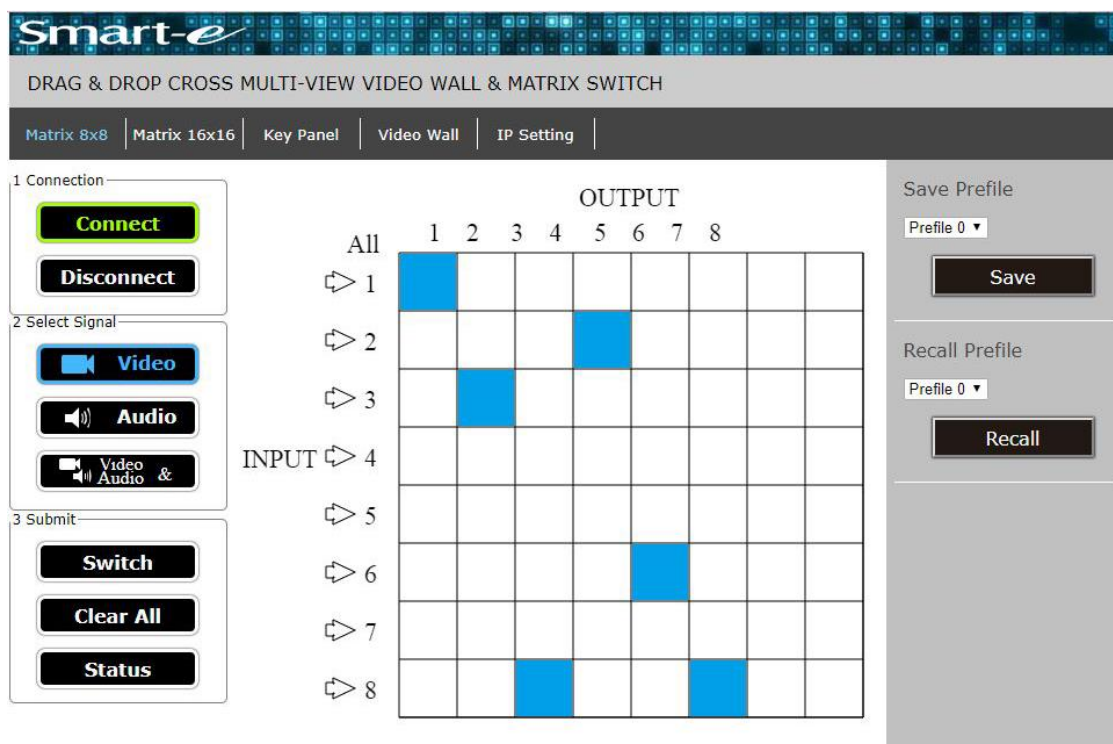 Smart-e
DRAG & DROP CROSS MULTI-VIEW VIDEO WALL & MATRIX SWITCH
Matrix 8x8 Matrix 16x16 Key Panel Video Wall IP Setting
1 Connection
Connect
Disconnect
2 Select Signal
Video
Audio
Video
Audio &
3 Submit
Switch
Clear All
Status
OUTPUT
All 1 2 3 4 5 6 7 8
1
2
3
INPUT 4
5
6
7
8
Save Prefile
Prefile 0
Save
Recall Prefile
Prefile 0
Recall